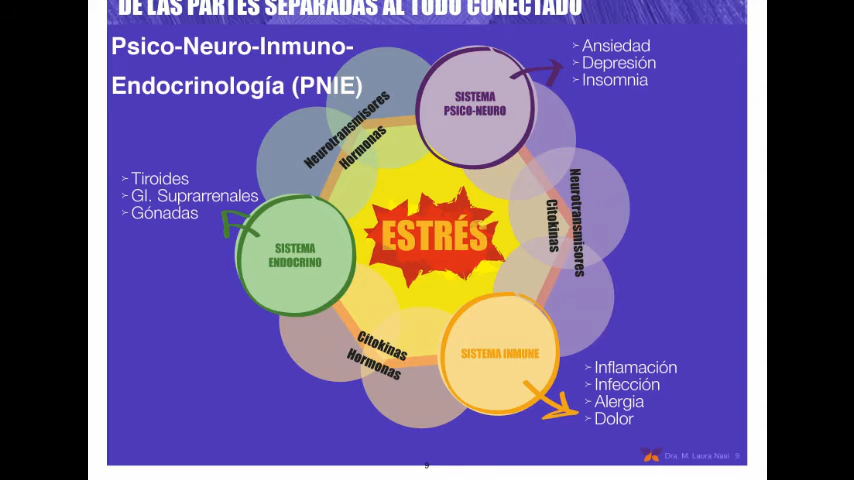 DE LAS PARTES SEPARADAS AL TODO CONECTADO
Psico-Neuro-Inmuno-
Endocrinología (PNIE)
Ansiedad
Depresión
Insomnia
SISTEMA
PSICO-NEURO
Neurotransmisores
Hormonas
Tiroides
Gl. Suprarrenales
Gónadas
SISTEMA
ENDOCRINO
ESTRÉS
Neurotransmisores
Citokinas
Citokinas
Hormonas
SISTEMA INMUNE
Inflamación
Infección
Alergia
Dolor
Dra. M. Laura Nasi 9
9